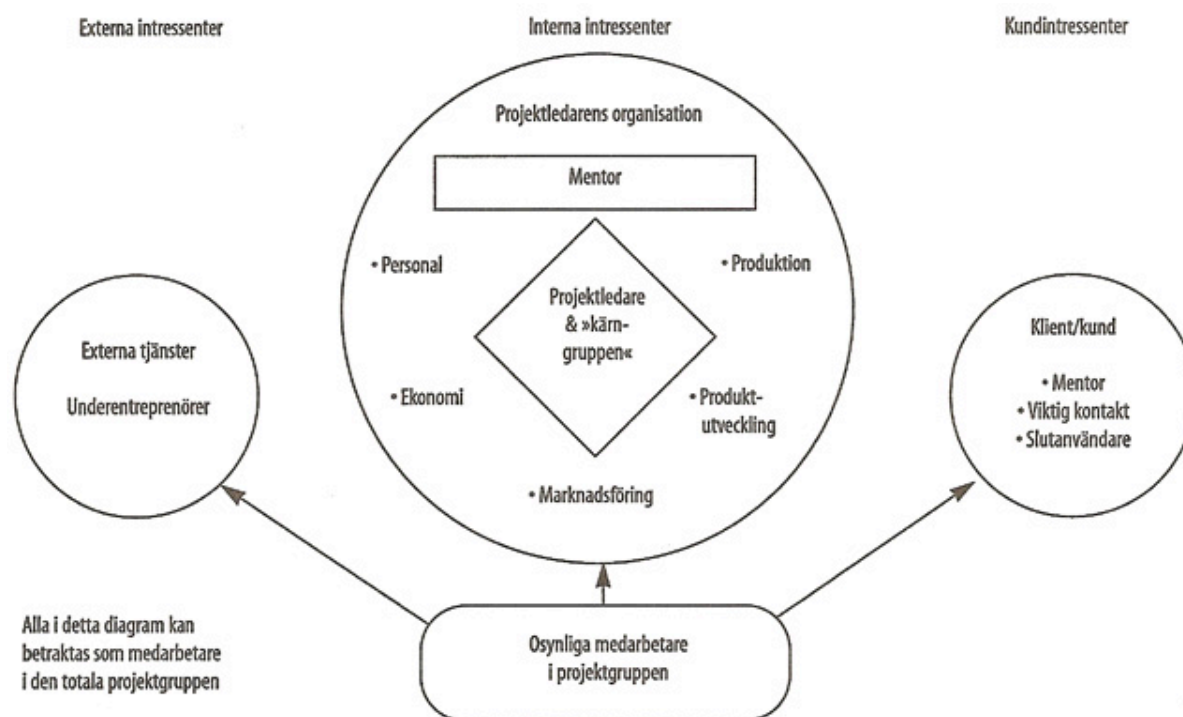 Externa intressenter
Interna intressenter
Kundintressenter
Projektledarens organisation
Mentor
• Personal
• Produktion
Projektledare
& »kärn-
gruppen«
• Ekonomi
• Produkt-
utveckling
• Marknadsföring
Externa tjänster
Underentreprenörer
Klient/kund
• Mentor
• Viktig kontakt
• Slutanvändare
Alla i detta diagram kan
betraktas som medarbetare
i den totala projektgruppen
Osynliga medarbetare
i projektgruppen